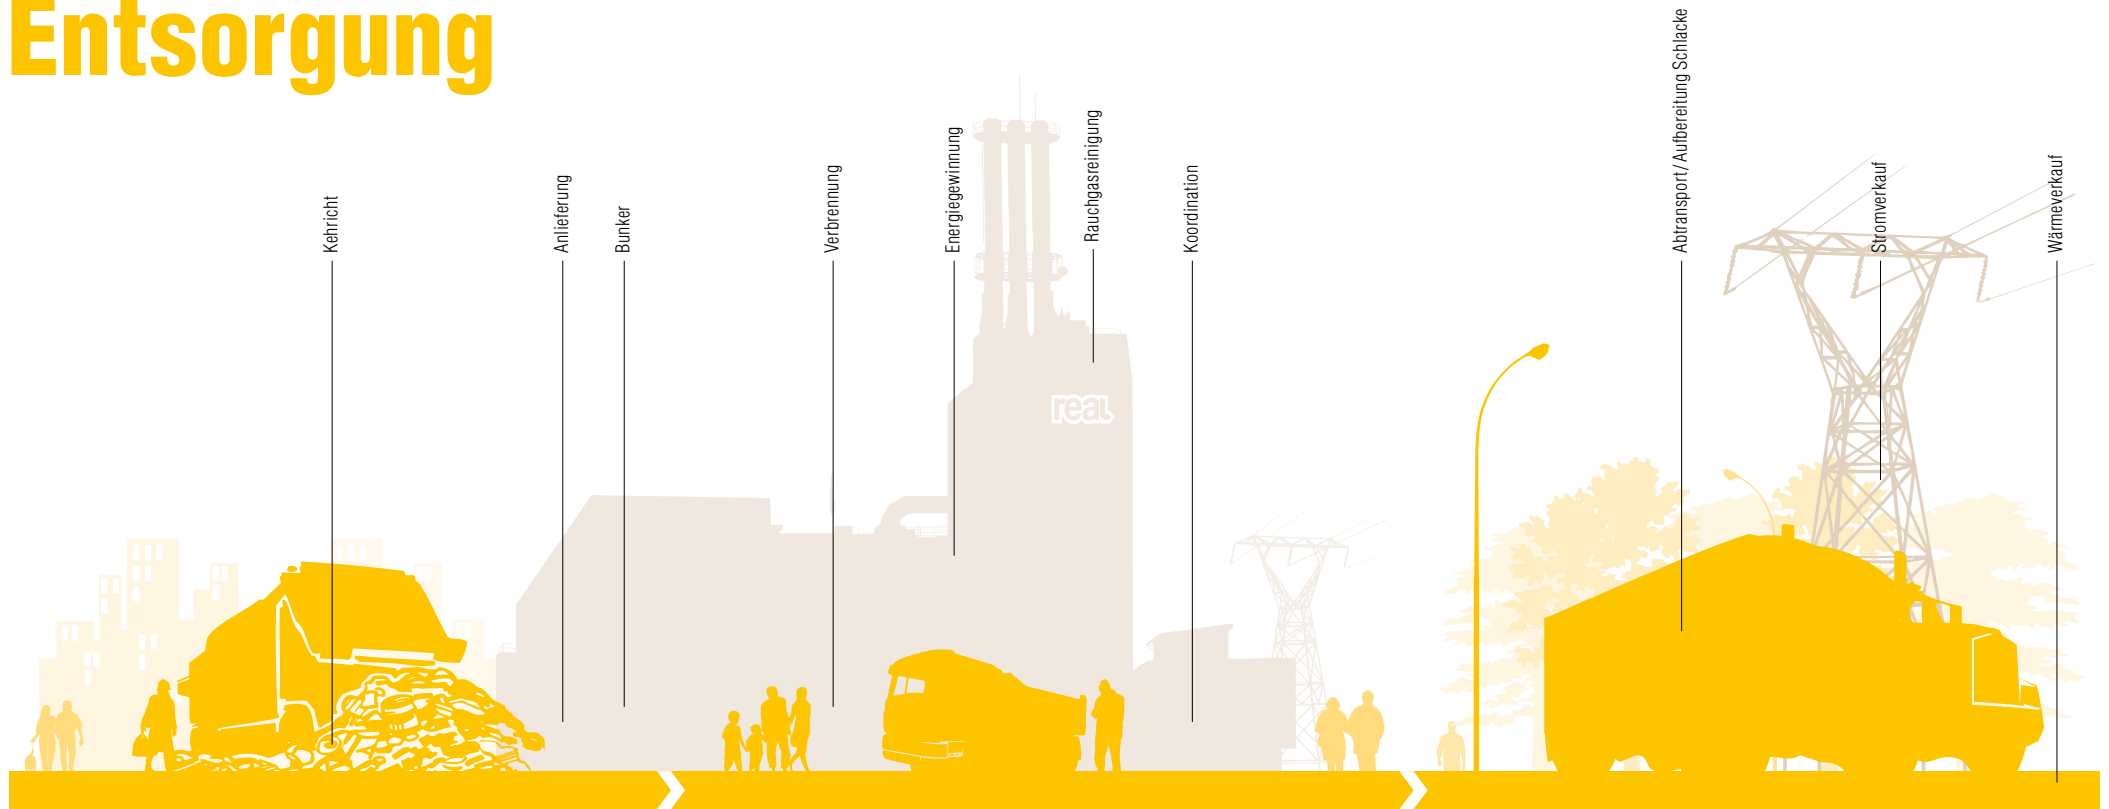 Entsorgung
Kehricht
Anlieferung
Bunker
Verbrennung
Energiegewinnung
Rauchgasreinigung
Koordination
Abtransport/Aufbereitung Schlacke
Stromverkauf
Wärmeverkauf
real